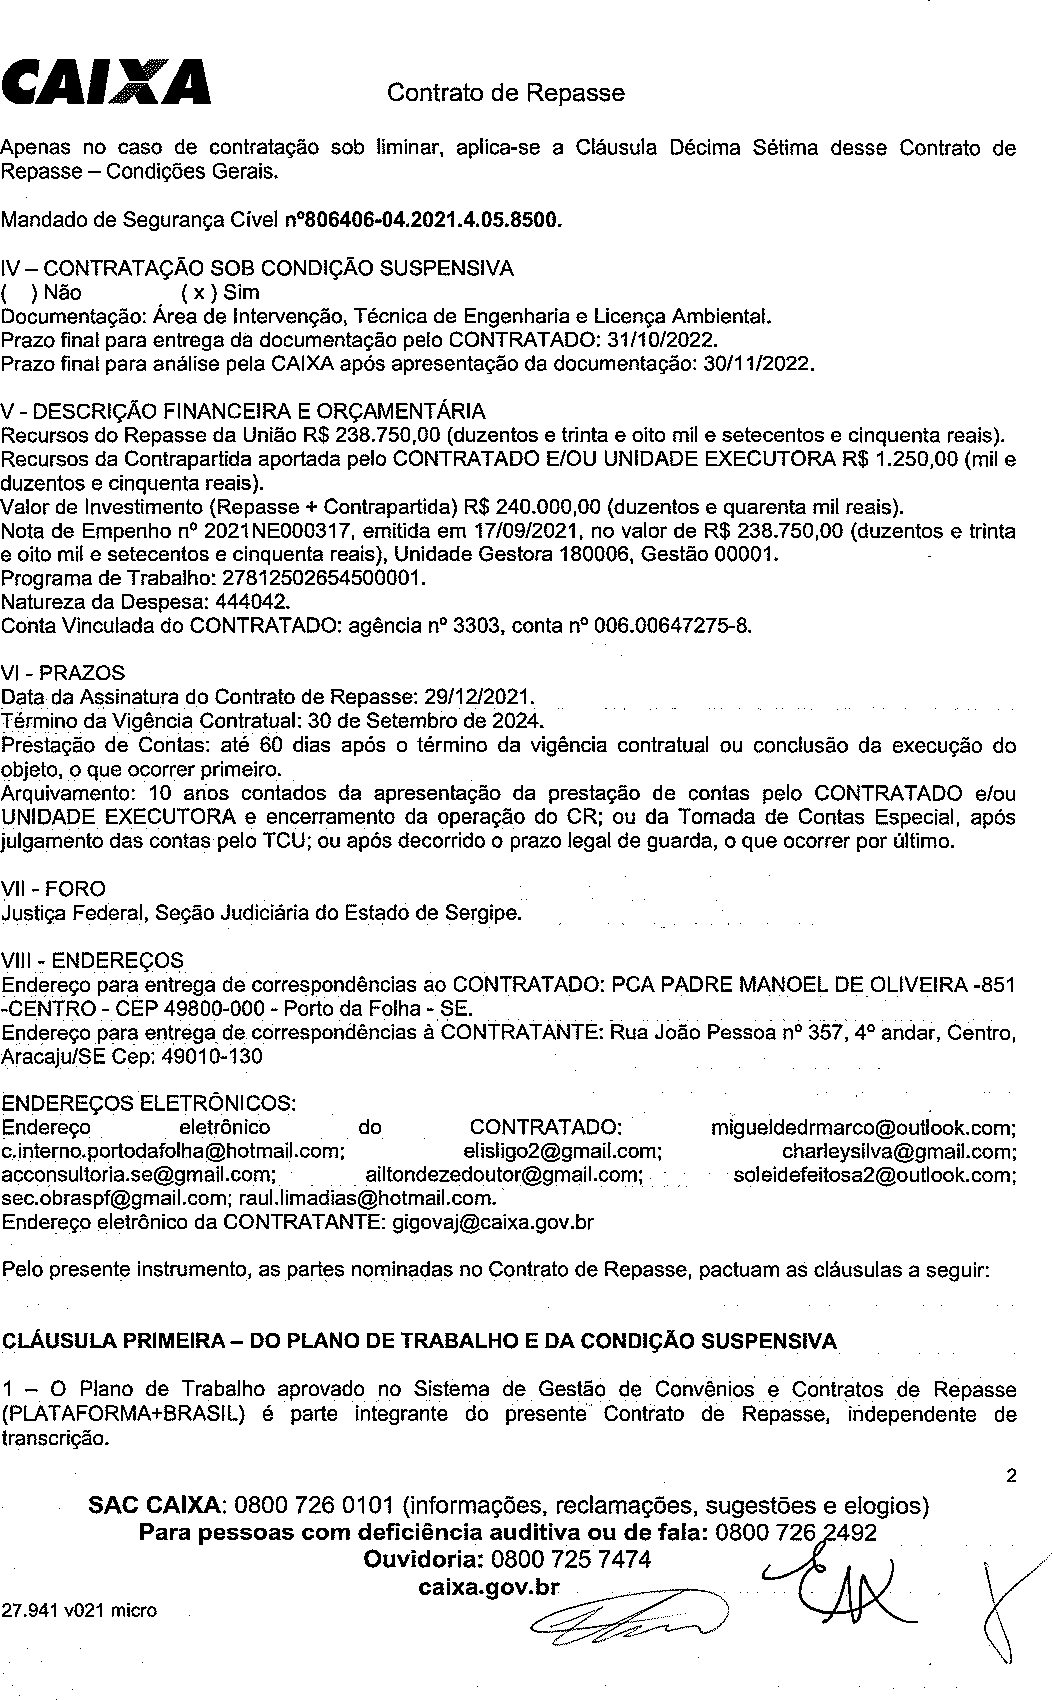 CAIXA
Contrato de Repasse
Apenas no caso de contratação sob liminar, aplica-se a Cláusula Décima Sétima desse Contrato de
Repasse – Condições Gerais.
Mandado de Segurança Cível nº806406-04.2021.4.05.8500.
IV – CONTRATAÇÃO SOB CONDIÇÃO SUSPENSIVA
( ) Não ( x ) Sim
Documentação: Área de Intervenção, Técnica de Engenharia e Licença Ambiental.
Prazo final para entrega da documentação pelo CONTRATADO: 31/10/2022.
Prazo final para análise pela CAIXA após apresentação da documentação: 30/11/2022.
V - DESCRIÇÃO FINANCEIRA E ORÇAMENTÁRIA
Recursos do Repasse da União R$ 238.750,00 (duzentos e trinta e oito mil e setecentos e cinquenta reais).
Recursos da Contrapartida aportada pelo CONTRATADO E/OU UNIDADE EXECUTORA R$ 1.250,00 (mil e
duzentos e cinquenta reais).
Valor de Investimento (Repasse + Contrapartida) R$ 240.000,00 (duzentos e quarenta mil reais).
Nota de Empenho nº 2021NE000317, emitida em 17/09/2021, no valor de R$ 238.750,00 (duzentos e trinta
e oito mil e setecentos e cinquenta reais), Unidade Gestora 180006, Gestão 00001.
Programa de Trabalho: 27812502654500001.
Natureza da Despesa: 444042.
Conta Vinculada do CONTRATADO: agência nº 3303, conta nº 006.00647275-8.
VI - PRAZOS
Data da Assinatura do Contrato de Repasse: 29/12/2021.
Término da Vigência Contratual: 30 de Setembro de 2024.
Prestação de Contas: até 60 dias após o término da vigência contratual ou conclusão da execução do
objeto, o que ocorrer primeiro.
Arquivamento: 10 anos contados da apresentação da prestação de contas pelo CONTRATADO e/ou
UNIDADE EXECUTORA e encerramento da operação do CR; ou da Tomada de Contas Especial, após
julgamento das contas pelo TCU; ou após decorrido o prazo legal de guarda, o que ocorrer por último.
VII - FORO
Justiça Federal, Seção Judiciária do Estado de Sergipe.
VIII - ENDEREÇOS
Endereço para entrega de correspondências ao CONTRATADO: PCA PADRE MANOEL DE OLIVEIRA -851
-CENTRO - CEP 49800-000 - Porto da Folha - SE.
Endereço para entrega de correspondências à CONTRATANTE: Rua João Pessoa nº 357, 4º andar, Centro,
Aracaju/SE Cep: 49010-130
ENDEREÇOS ELETRÔNICOS:
Endereço eletrônico do CONTRATADO: migueldedrmarco@outlook.com;
c.interno.portodafolha@hotmail.com; elisligo2@gmail.com; charleysilva@gmail.com;
acconsultoria.se@gmail.com; ailtondezedoutor@gmail.com; soleidefeitosa2@outlook.com;
sec.obraspf@gmail.com; raul.limadias@hotmail.com.
Endereço eletrônico da CONTRATANTE: gigovaj@caixa.gov.br
Pelo presente instrumento, as partes nominadas no Contrato de Repasse, pactuam as cláusulas a seguir:
CLÁUSULA PRIMEIRA – DO PLANO DE TRABALHO E DA CONDIÇÃO SUSPENSIVA
1 – O Plano de Trabalho aprovado no Sistema de Gestão de Convênios e Contratos de Repasse
(PLATAFORMA+BRASIL) é parte integrante do presente Contrato de Repasse, independente de
transcrição.
2
SAC CAIXA: 0800 726 0101 (informações, reclamações, sugestões e elogios)
Para pessoas com deficiência auditiva ou de fala: 0800 726 2492
Ouvidoria: 0800 725 7474
caixa.gov.br
27.941 v021 micro